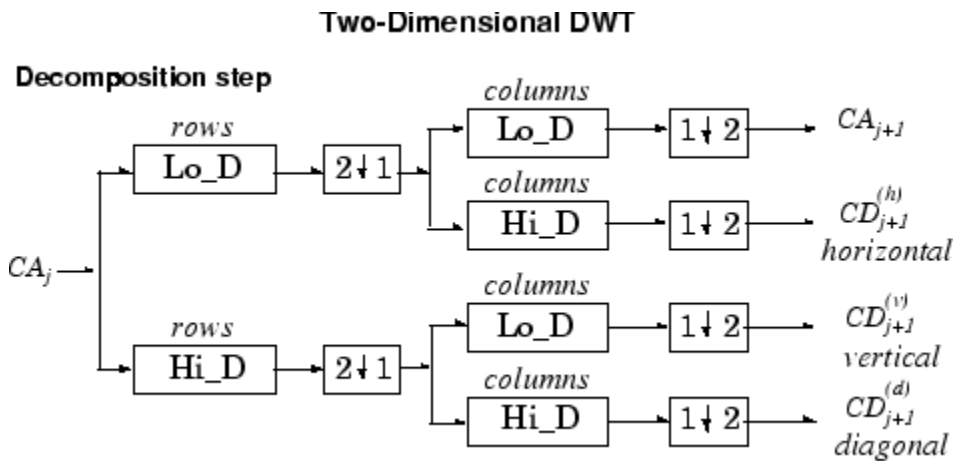 Two-Dimensional DWT
Decomposition step
columns
rows
Lo_D
1↓2
CA_{j+1}
Lo_D
2↓1
columns
Hi_D
1↓2
CD_{j+1}^{(h)}
horizontal
CA_j
columns
rows
Lo_D
1↓2
CD_{j+1}^{(v)}
vertical
Hi_D
2↓1
columns
Hi_D
1↓2
CD_{j+1}^{(d)}
diagonal